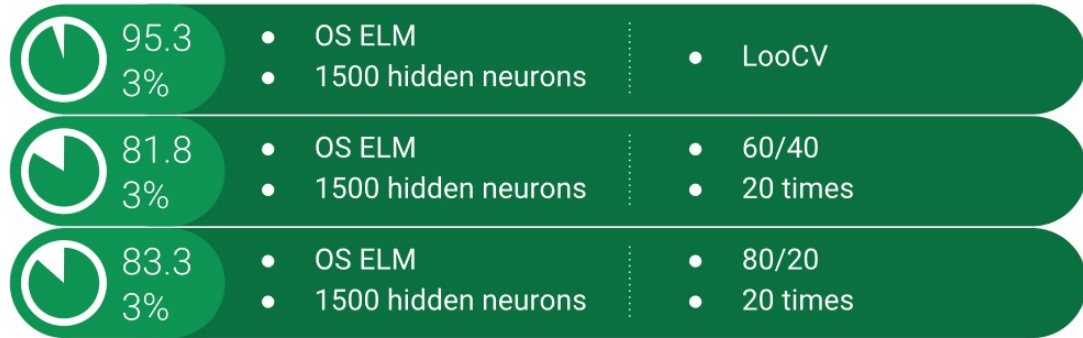 95.3
3%
OS ELM
1500 hidden neurons
LooCV
81.8
3%
OS ELM
1500 hidden neurons
60/40
20 times
83.3
3%
OS ELM
1500 hidden neurons
80/20
20 times